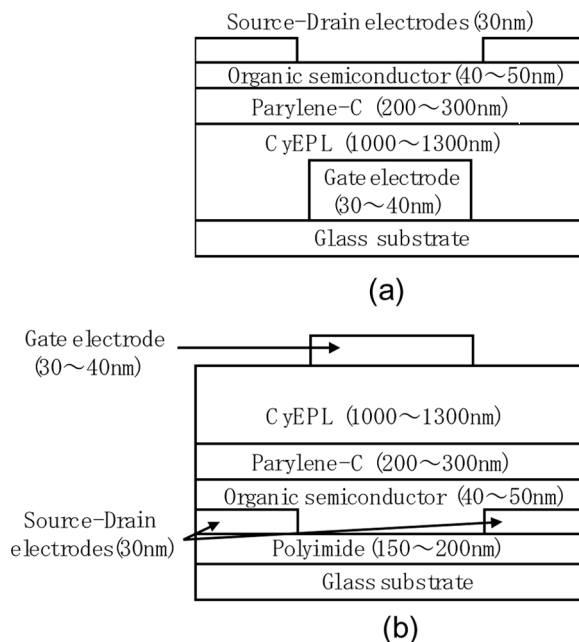 Source-Drain electrodes (30nm)
Organic semiconductor (40～50nm)
Parylene-C (200～300nm)
CyEPL (1000～1300nm)
Gate electrode
(30～40nm)
Glass substrate
(a)
Gate electrode
(30～40nm)
CyEPL (1000～1300nm)
Parylene-C (200～300nm)
Organic semiconductor (40～50nm)
Source-Drain
electrodes(30nm)
Polyimide (150～200nm)
Glass substrate
(b)